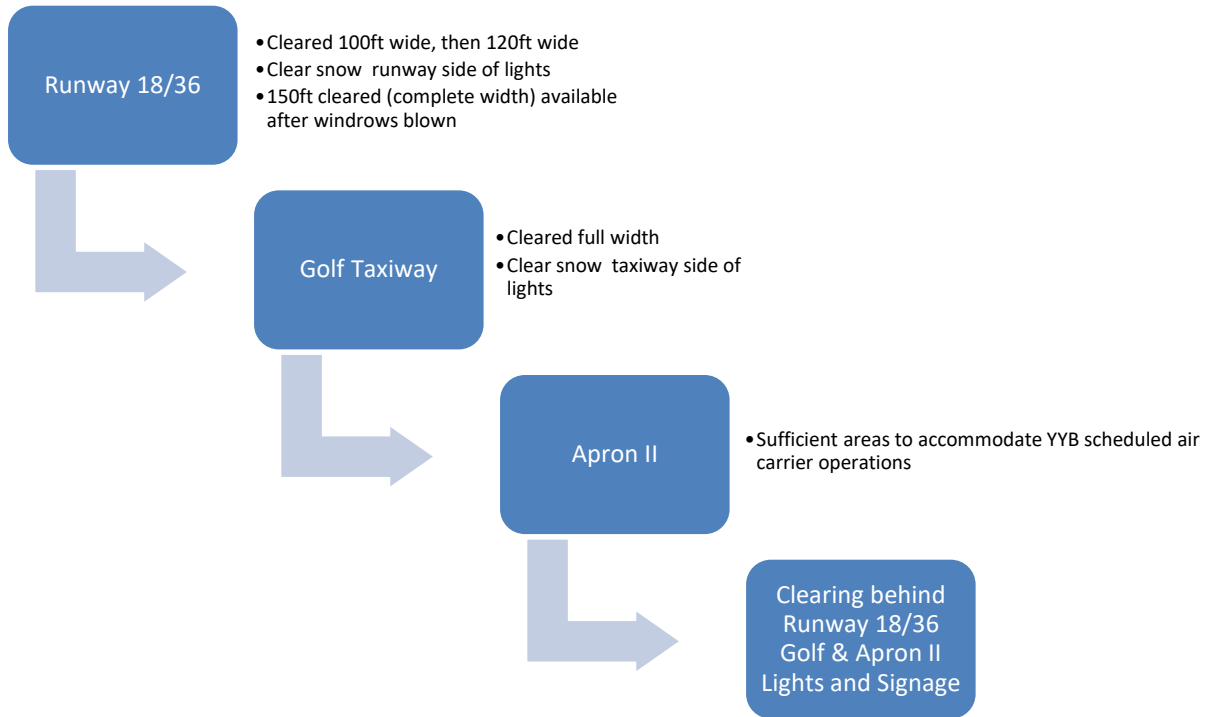 Runway 18/36
•Cleared 100ft wide, then 120ft wide
•Clear snow  runway side of lights
•150ft cleared (complete width) available
after windrows blown
Golf Taxiway
•Cleared full width
•Clear snow  taxiway side of
lights
Apron II
•Sufficient areas to accommodate YYB scheduled air
carrier operations
Clearing behind
Runway 18/36
Golf & Apron II
Lights and Signage